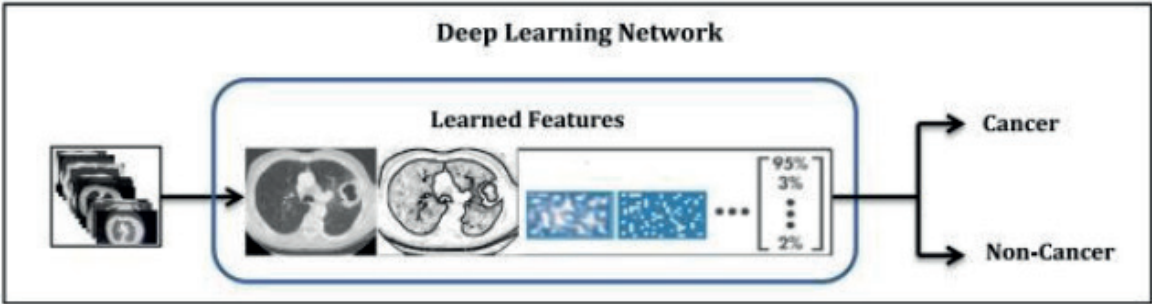 Deep Learning Network
Learned Features
95%
3%
2%
Cancer
Non-Cancer